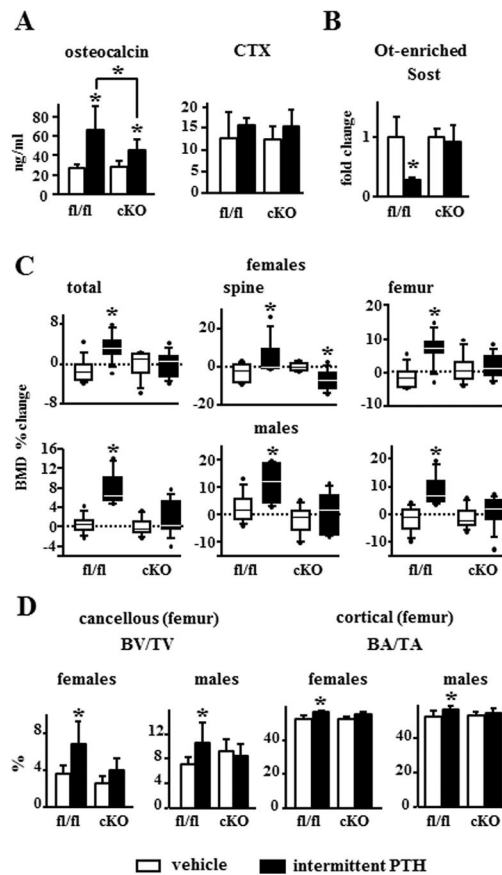 A
B
osteocalcin
CTX
Ot-enriched
Sost
*
*
*
*
ng/ml
80
60
40
20
0
20
15
10
5
0
fold change
1
0
fl/fl cKO
fl/fl cKO
fl/fl cKO
C
females
total
spine
femur
*
*
*
*
8
0
-8
20
0
-20
20
10
0
-10
BMD % change
males
*
*
*
16
12
8
4
0
-4
20
10
0
-10
20
10
0
-10
fl/fl cKO
fl/fl cKO
fl/fl cKO
D
cancellous (femur)
cortical (femur)
BV/TV
BA/TA
females
males
females
males
*
*
*
*
%
8
4
0
12
8
4
0
60
40
20
0
60
40
20
0
fl/fl cKO
fl/fl cKO
fl/fl cKO
fl/fl cKO
vehicle
intermittent PTH